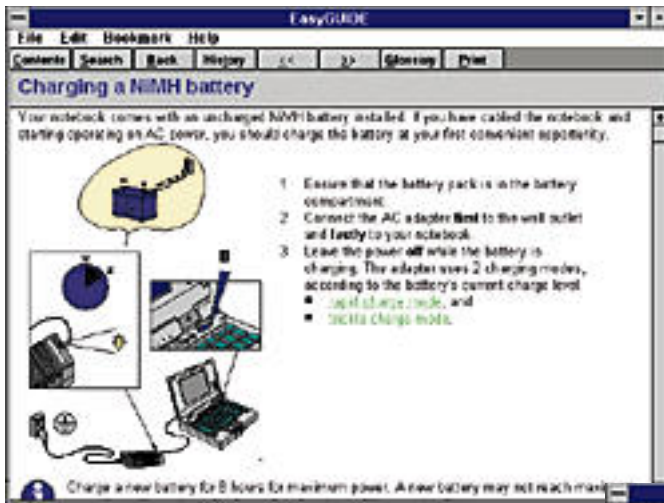 EasyGUIDE
File Edit Bookmark Help
Contents Search Back History << >> Glossary Print
Charging a NiMH battery
Your notebook comes with an uncharged NiMH battery installed. If you have cabled the notebook and
starting operating on AC power, you should charge the battery at your first convenient opportunity.
1 Ensure that the battery pack is in the battery
compartment.
2 Connect the AC adapter first to the wall outlet
and lastly to your notebook.
3 Leave the power off while the battery is
charging. The adapter uses 2 charging modes,
according to the battery's current charge level
■ rapid charge mode, and
■ trickle charge mode.
Charge a new battery for 8 hours for maximum power. A new battery may not reach